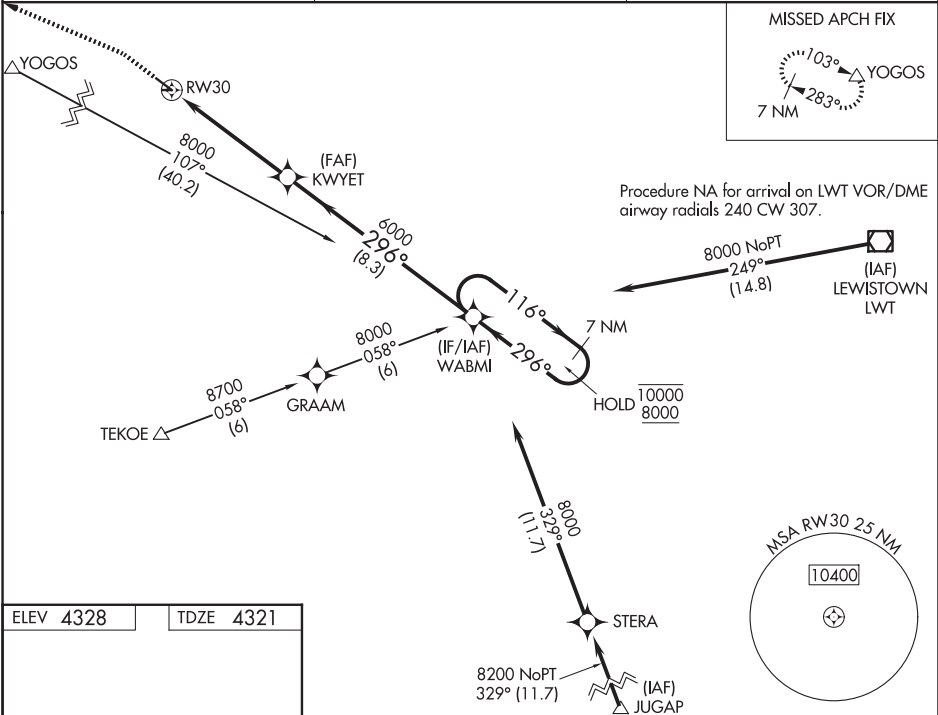 MISSED APCH FIX
103°
YOGOS
283°
7 NM
YOGOS
RW30
8000
107°
(40.2)
(FAF)
KWYET
6000
296°
(8.3)
Procedure NA for arrival on LWT VOR/DME
airway radials 240 CW 307.
8000 NoPT
249°
(14.8)
(IAF)
LEWISTOWN
LWT
116°
7 NM
296°
(IF/IAF)
WABMI
8000
058°
(6)
HOLD
10000
8000
8700
058°
(6)
GRAAM
TEKOE
8000
329°
(11.7)
MSA RW30 25 NM
10400
ELEV 4328
TDZE 4321
STERA
8200 NoPT
329° (11.7)
(IAF)
JUGAP